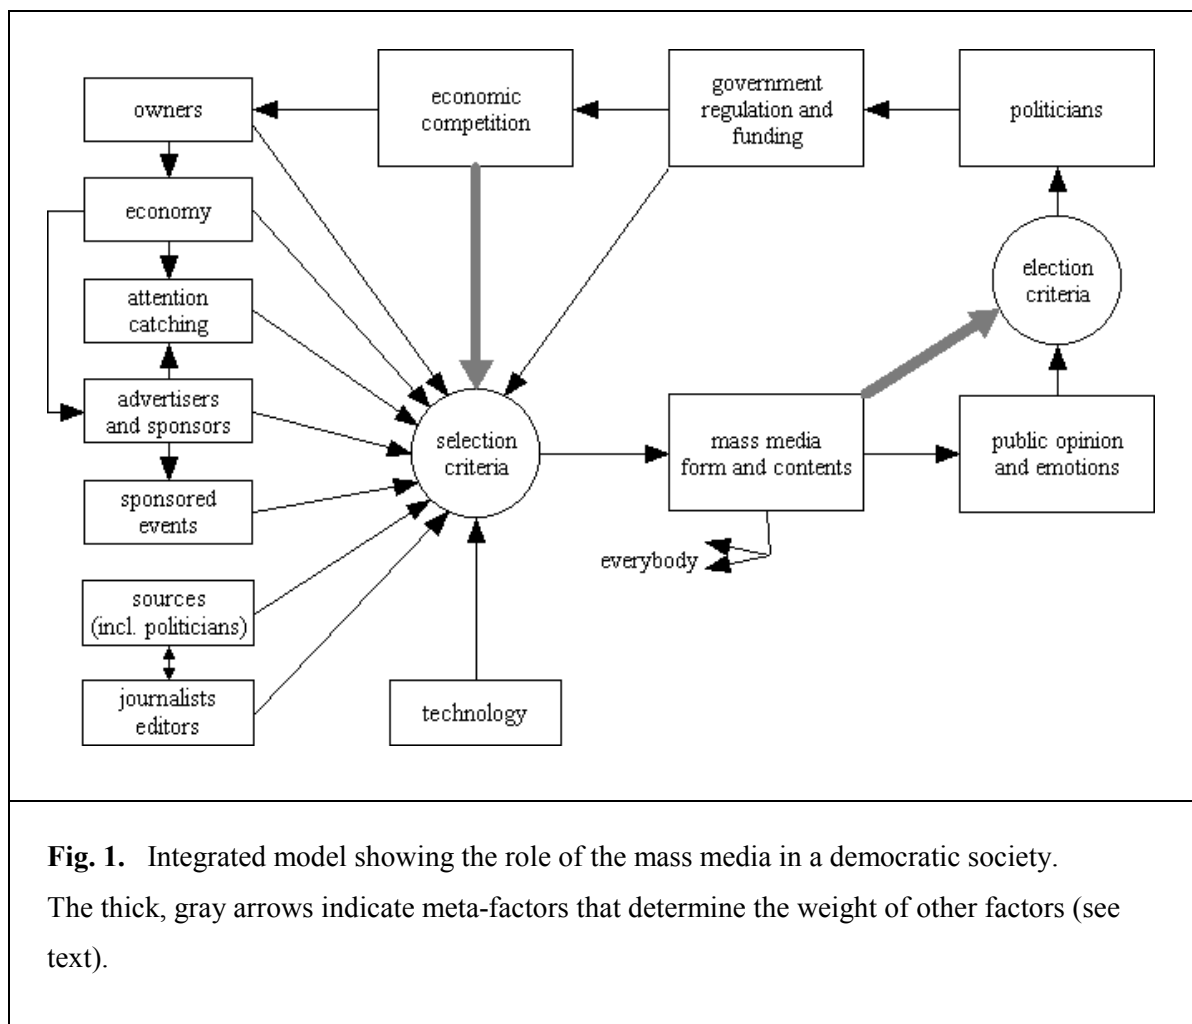 owners
economic
competition
government
regulation and
funding
politicians
economy
attention
catching
advertisers
and sponsors
sponsored
events
sources
(incl. politicians)
journalists
editors
selection
criteria
technology
mass media
form and contents
everybody
election
criteria
public opinion
and emotions
Fig. 1. Integrated model showing the role of the mass media in a democratic society.
The thick, gray arrows indicate meta-factors that determine the weight of other factors (see
text).